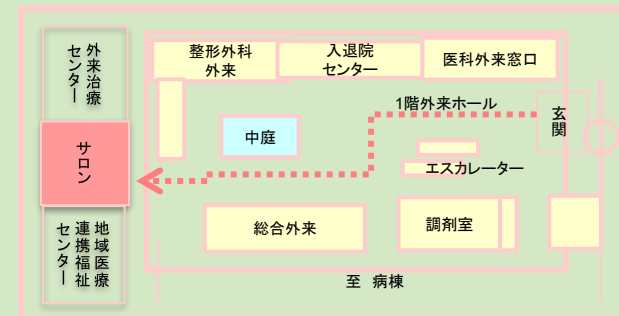 外来治療
センター
整形外科
外来
入退院
センター
医科外来窓口
1階外来ホール
玄関
中庭
サロン
エスカレーター
総合外来
調剤室
地域医療
連携福祉
センター
至 病棟